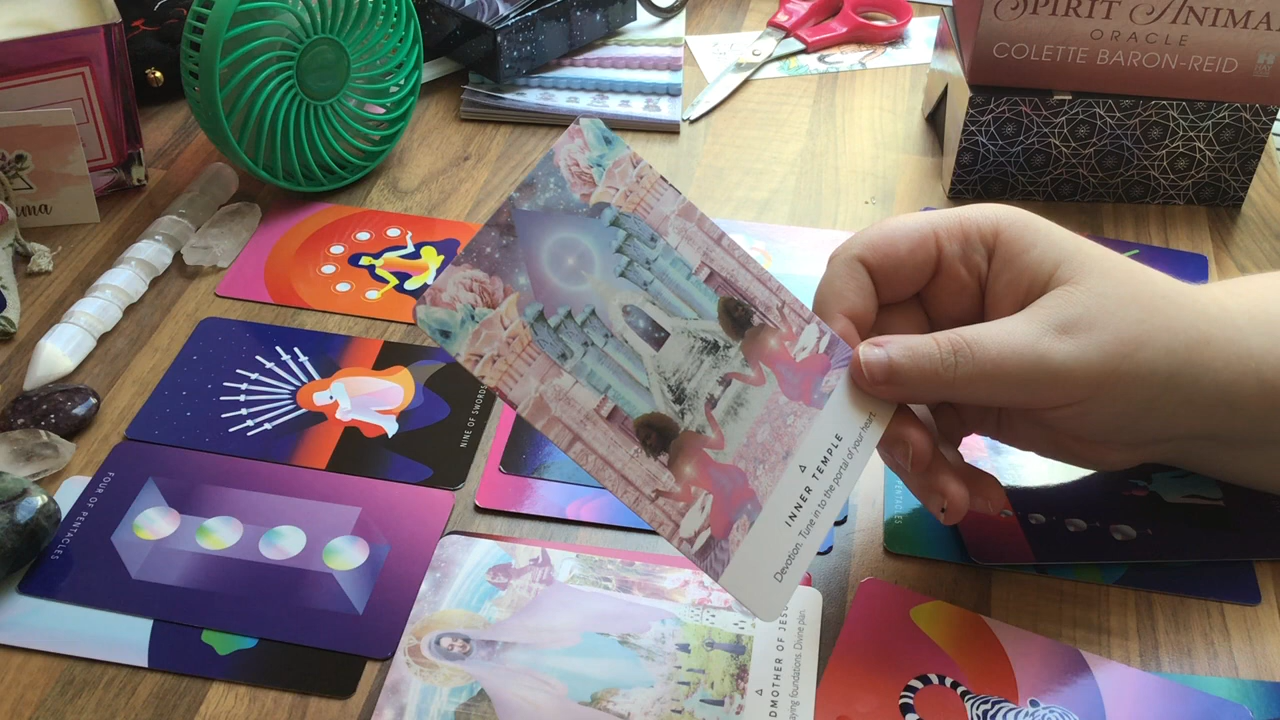 SPIRIT ANIMA
ORACLE
COLETTE BARON-REID
NINE OF SWORDS
FOUR OF PENTACLES
INNER TEMPLE
Devotion. Tune in to the portal of your heart.
PENTACLES
DMOTHER OF JESU
aying foundations. Divine plan.